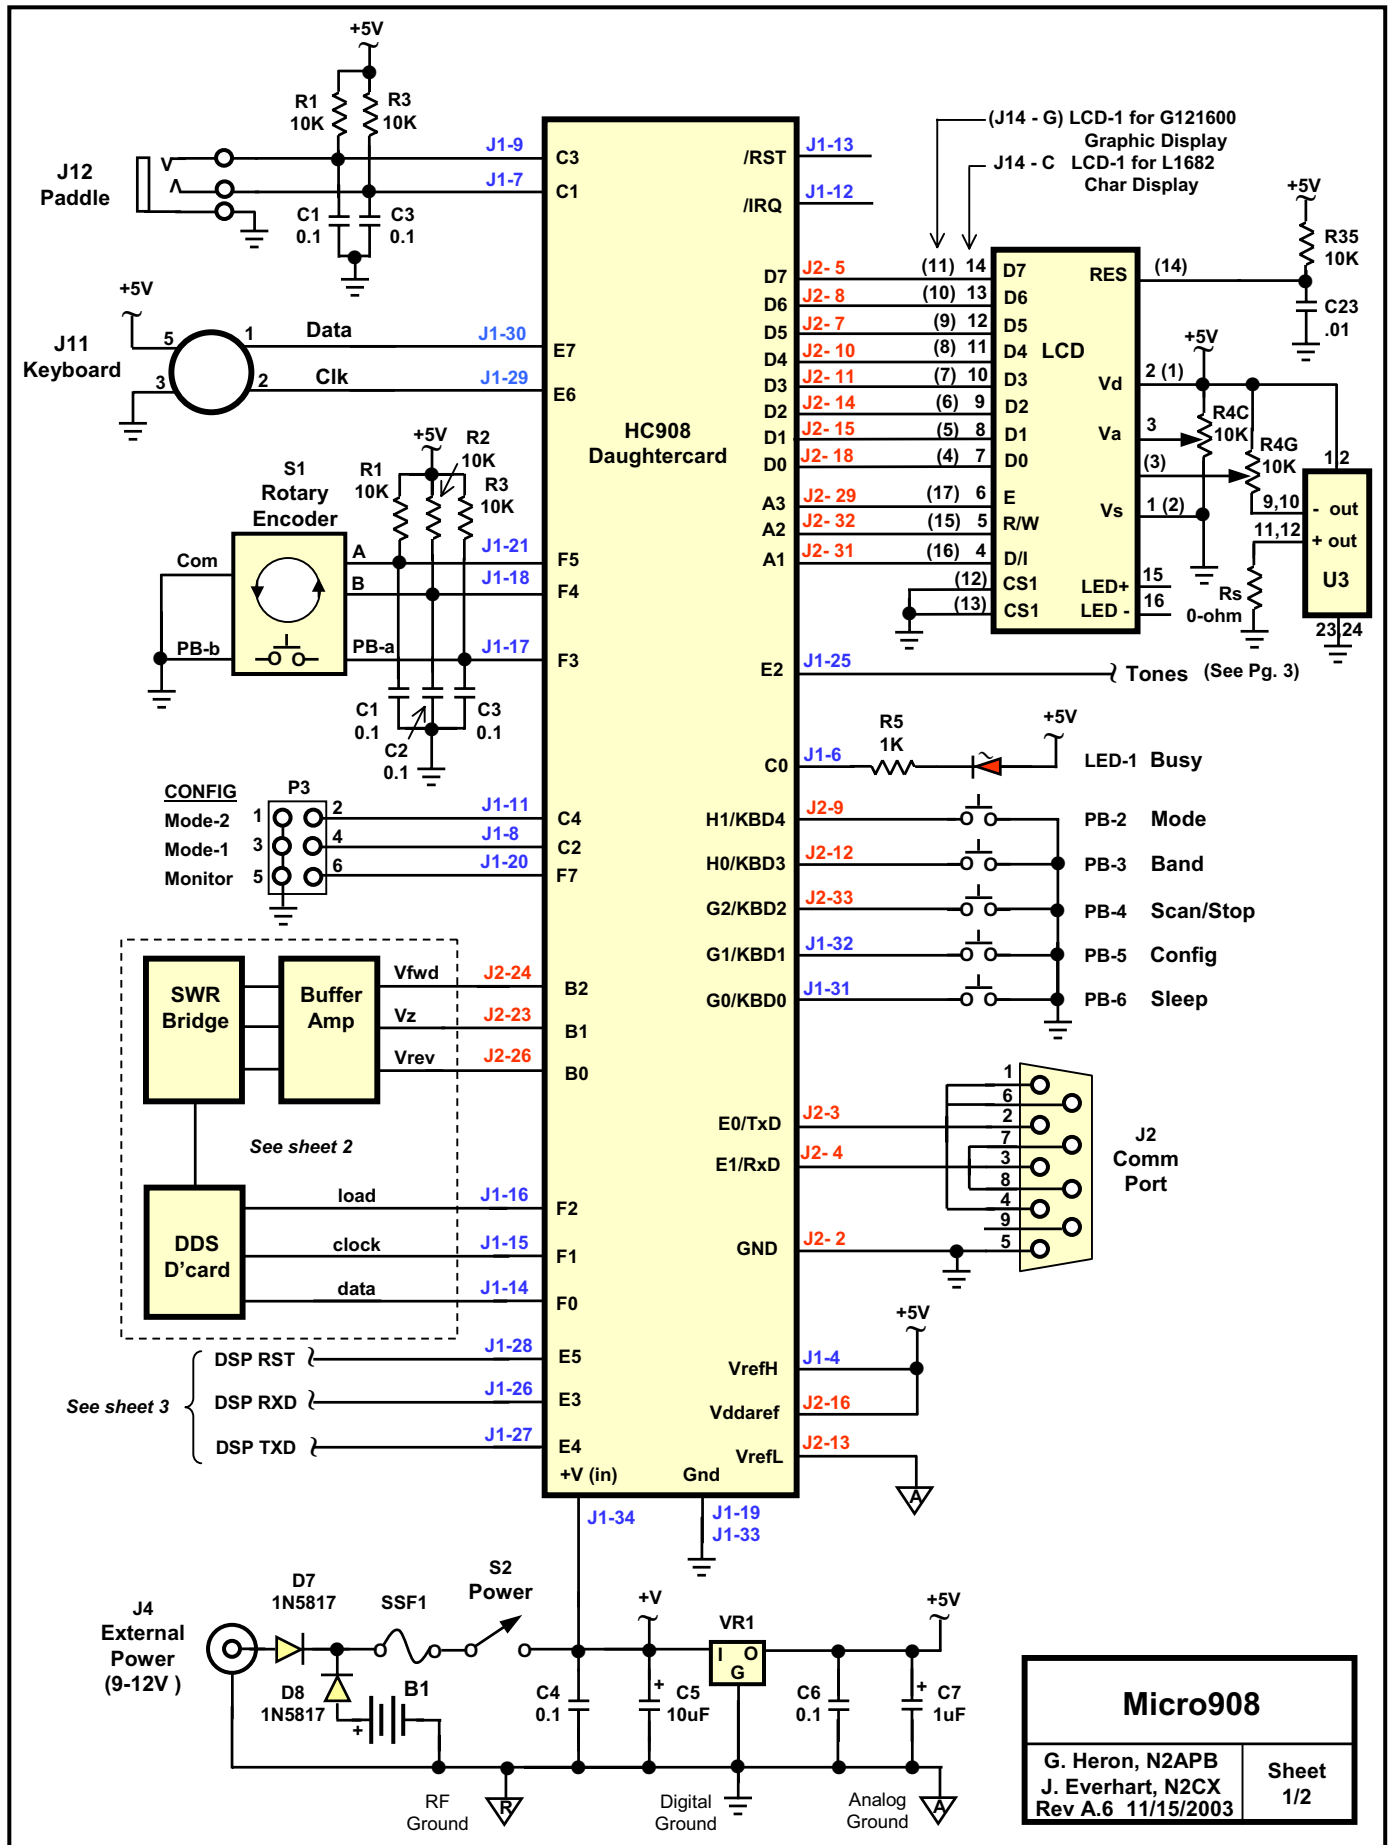 +5V
R1
10K
R3
10K
J12
Paddle
J1-9
C3
J1-7
C1
C1
0.1
C3
0.1
+5V
J11
Keyboard
5
3
1
Data
J1-30
E7
2
Clk
J1-29
E6
+5V
R2
10K
R1
10K
R3
10K
S1
Rotary
Encoder
Com
A
J1-21
F5
B
J1-18
F4
PB-b
PB-a
J1-17
F3
C1
0.1
C2
0.1
C3
0.1
CONFIG
P3
Mode-2
1
2
J1-11
C4
Mode-1
3
4
J1-8
C2
Monitor
5
6
J1-20
F7
SWR
Bridge
Buffer
Amp
Vfwd
J2-24
B2
Vz
J2-23
B1
Vrev
J2-26
B0
See sheet 2
DDS
D'card
load
J1-16
F2
clock
J1-15
F1
data
J1-14
F0
See sheet 3
DSP RST
J1-28
E5
DSP RXD
J1-26
E3
DSP TXD
J1-27
E4
+V (in)
Gnd
J1-34
J1-19
J1-33
HC908
Daughtercard
/RST
J1-13
/IRQ
J1-12
(J14 - G) LCD-1 for G121600
Graphic Display
J14 - C LCD-1 for L1682
Char Display
D7
J2- 5
(11) 14
D7
D6
J2- 8
(10) 13
D6
D5
J2- 7
(9) 12
D5
D4
J2- 10
(8) 11
D4
D3
J2- 11
(7) 10
D3
D2
J2- 14
(6) 9
D2
D1
J2- 15
(5) 8
D1
D0
J2- 18
(4) 7
D0
A3
J2- 29
(17) 6
E
A2
J2- 32
(15) 5
R/W
A1
J2- 31
(16) 4
D/I
(12)
CS1
(13)
CS1
LCD
RES
(14)
Vd
2 (1)
Va
3
(3)
Vs
1 (2)
LED+
15
LED -
16
+5V
R35
10K
C23
.01
+5V
R4C
10K
R4G
10K
1,2
9,10
- out
11,12
+ out
U3
Rs
0-ohm
23,24
E2
J1-25
Tones (See Pg. 3)
C0
J1-6
R5
1K
+5V
LED-1 Busy
H1/KBD4
J2-9
PB-2 Mode
H0/KBD3
J2-12
PB-3 Band
G2/KBD2
J2-33
PB-4 Scan/Stop
G1/KBD1
J1-32
PB-5 Config
G0/KBD0
J1-31
PB-6 Sleep
E0/TxD
J2-3
E1/RxD
J2- 4
GND
J2- 2
1
6
2
7
3
8
4
9
5
J2
Comm
Port
+5V
VrefH
J1-4
Vddaref
J2-16
VrefL
J2-13
A
J4
External
Power
(9-12V )
D7
1N5817
SSF1
S2
Power
D8
1N5817
B1
+
+V
VR1
I O
G
+5V
C4
0.1
+
C5
10uF
C6
0.1
+
C7
1uF
RF
Ground
R
Digital
Ground
Analog
Ground
A
Micro908
G. Heron, N2APB
J. Everhart, N2CX
Rev A.6 11/15/2003
Sheet
1/2